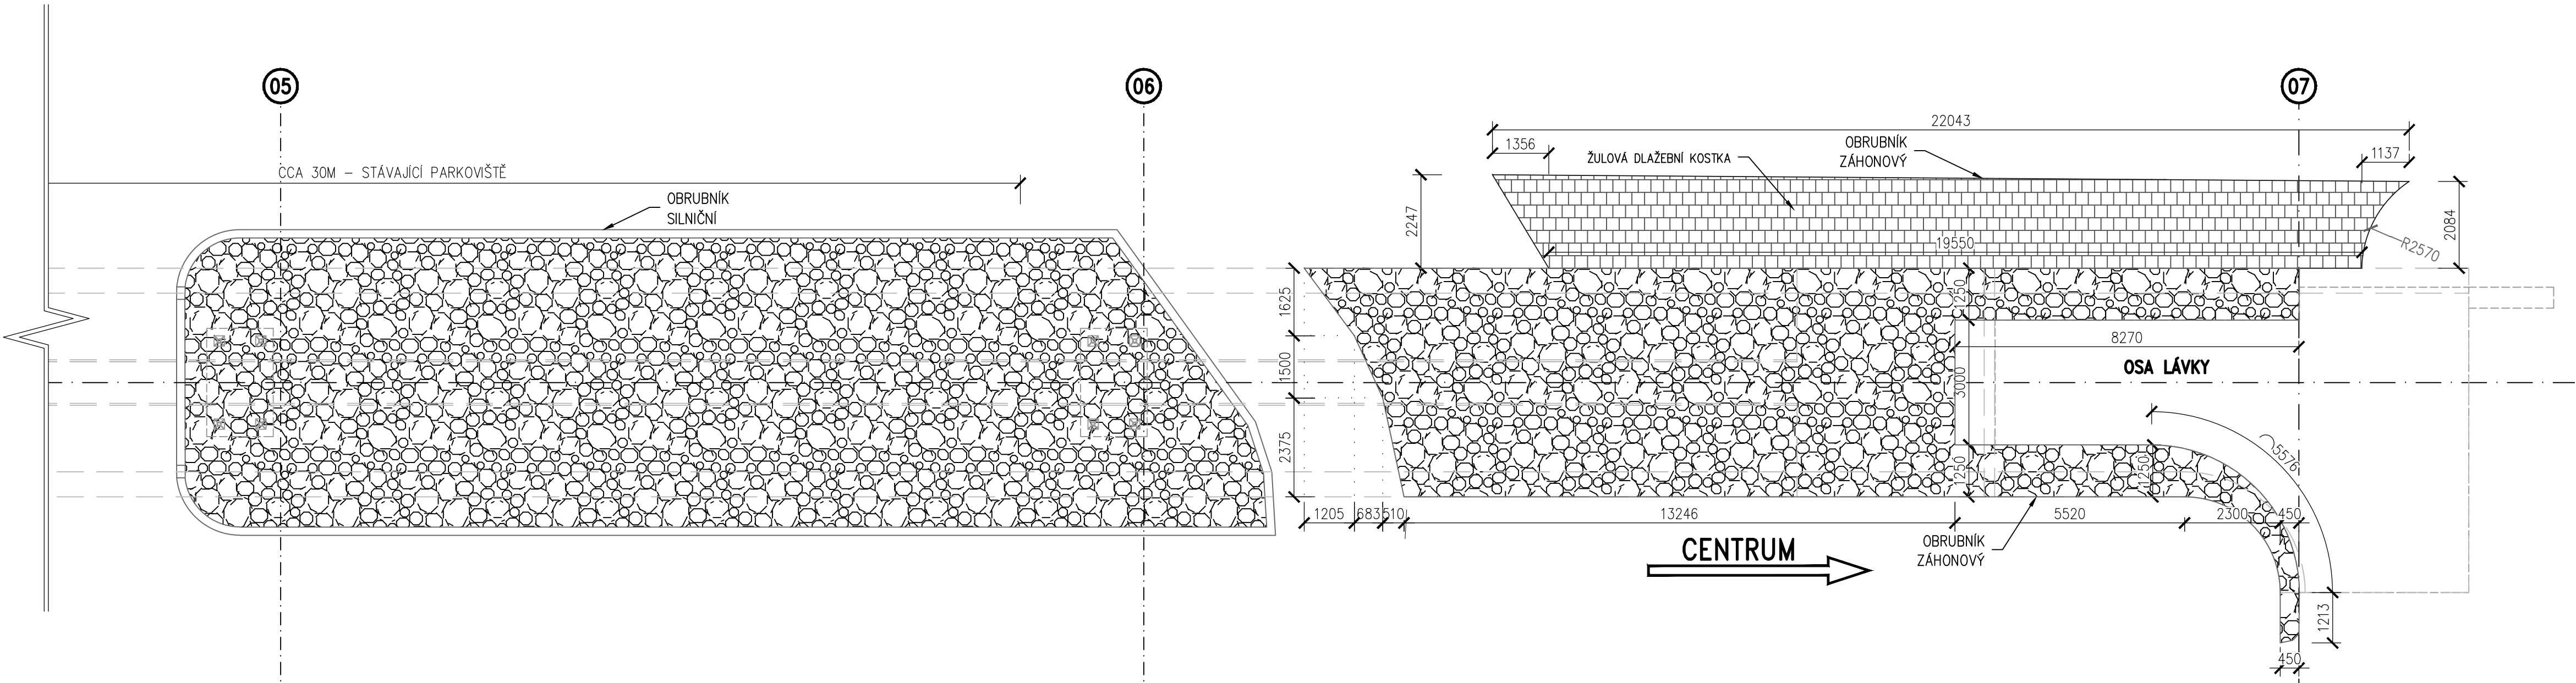 05
06
07
22043
1356
OBRUBNÍK
ZÁHONOVÝ
ŽULOVÁ DLAŽEBNÍ KOSTKA
1137
CCA 30M – STÁVAJÍCÍ PARKOVIŠTĚ
OBRUBNÍK
SILNIČNÍ
2247
2084
19550
R2570
1625
1250
8270
OSA LÁVKY
1500
3000
2375
1250
1250
5576
1205
683
510
13246
5520
2300
450
CENTRUM
OBRUBNÍK
ZÁHONOVÝ
1213
450